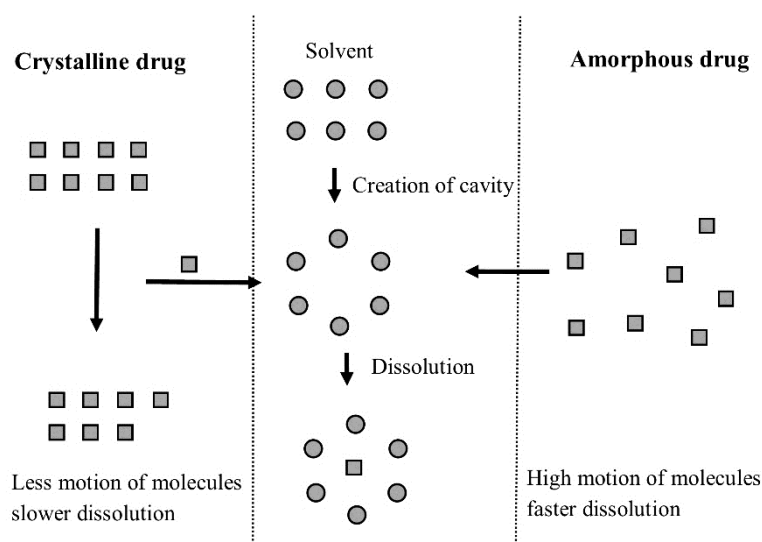 Crystalline drug
Less motion of molecules
slower dissolution
Solvent
Creation of cavity
Dissolution
Amorphous drug
High motion of molecules
faster dissolution